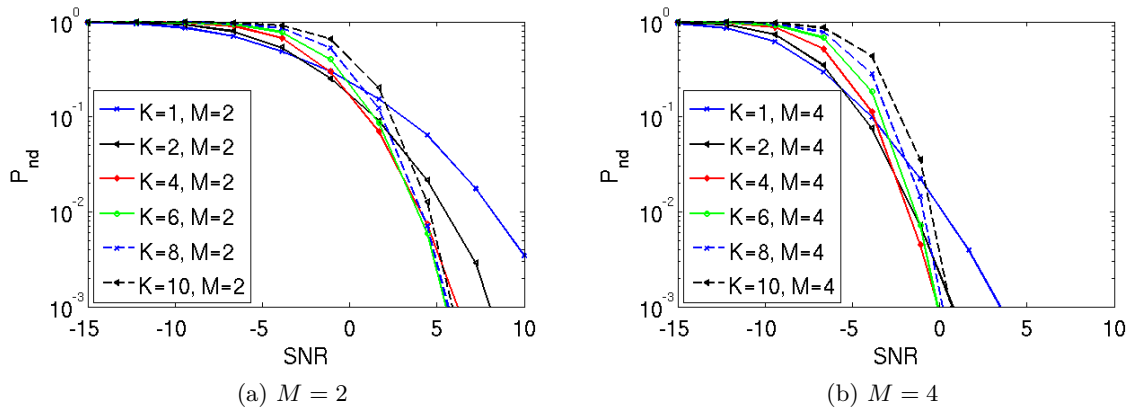 10^0
10^-1
10^-2
10^-3
P_nd
K=1, M=2
K=2, M=2
K=4, M=2
K=6, M=2
K=8, M=2
K=10, M=2
-15 -10 -5 0 5 10
SNR
(a) M = 2
10^0
10^-1
10^-2
10^-3
P_nd
K=1, M=4
K=2, M=4
K=4, M=4
K=6, M=4
K=8, M=4
K=10, M=4
-15 -10 -5 0 5 10
SNR
(b) M = 4